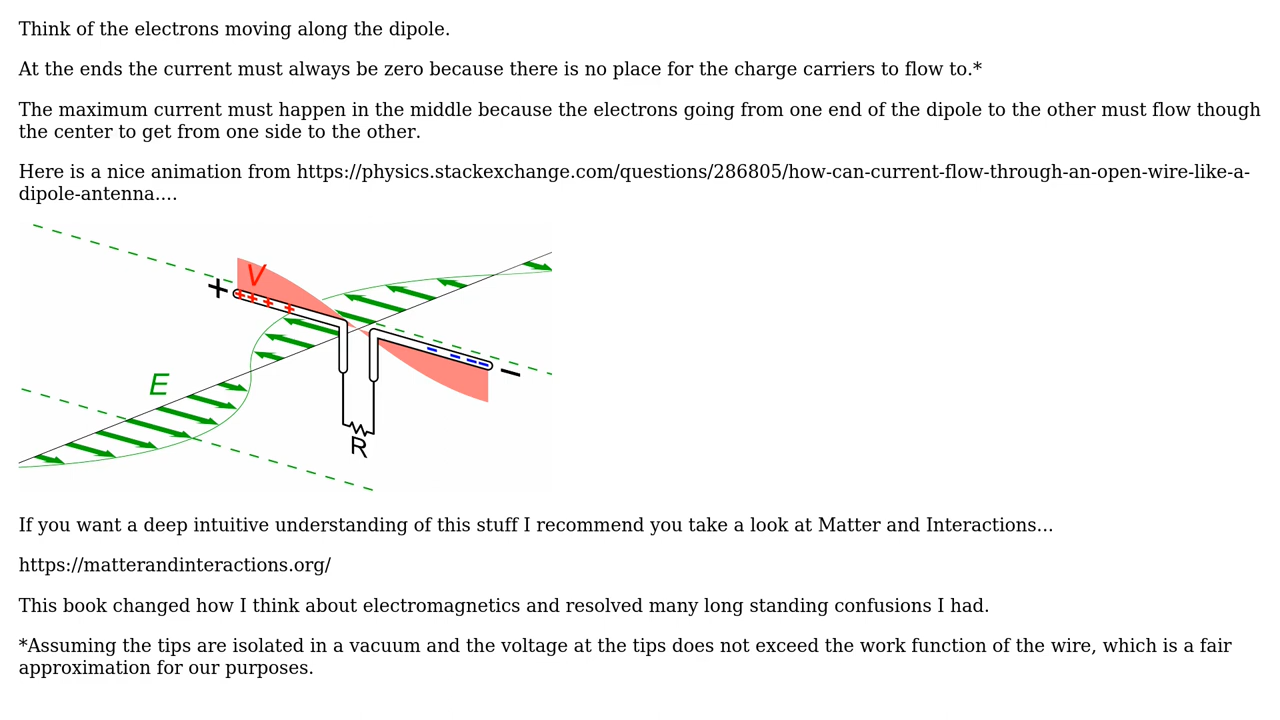 Think of the electrons moving along the dipole.
At the ends the current must always be zero because there is no place for the charge carriers to flow to.*
The maximum current must happen in the middle because the electrons going from one end of the dipole to the other must flow though
the center to get from one side to the other.
Here is a nice animation from https://physics.stackexchange.com/questions/286805/how-can-current-flow-through-an-open-wire-like-a-
dipole-antenna....
V
+
E
−
R
If you want a deep intuitive understanding of this stuff I recommend you take a look at Matter and Interactions...
https://matterandinteractions.org/
This book changed how I think about electromagnetics and resolved many long standing confusions I had.
*Assuming the tips are isolated in a vacuum and the voltage at the tips does not exceed the work function of the wire, which is a fair
approximation for our purposes.